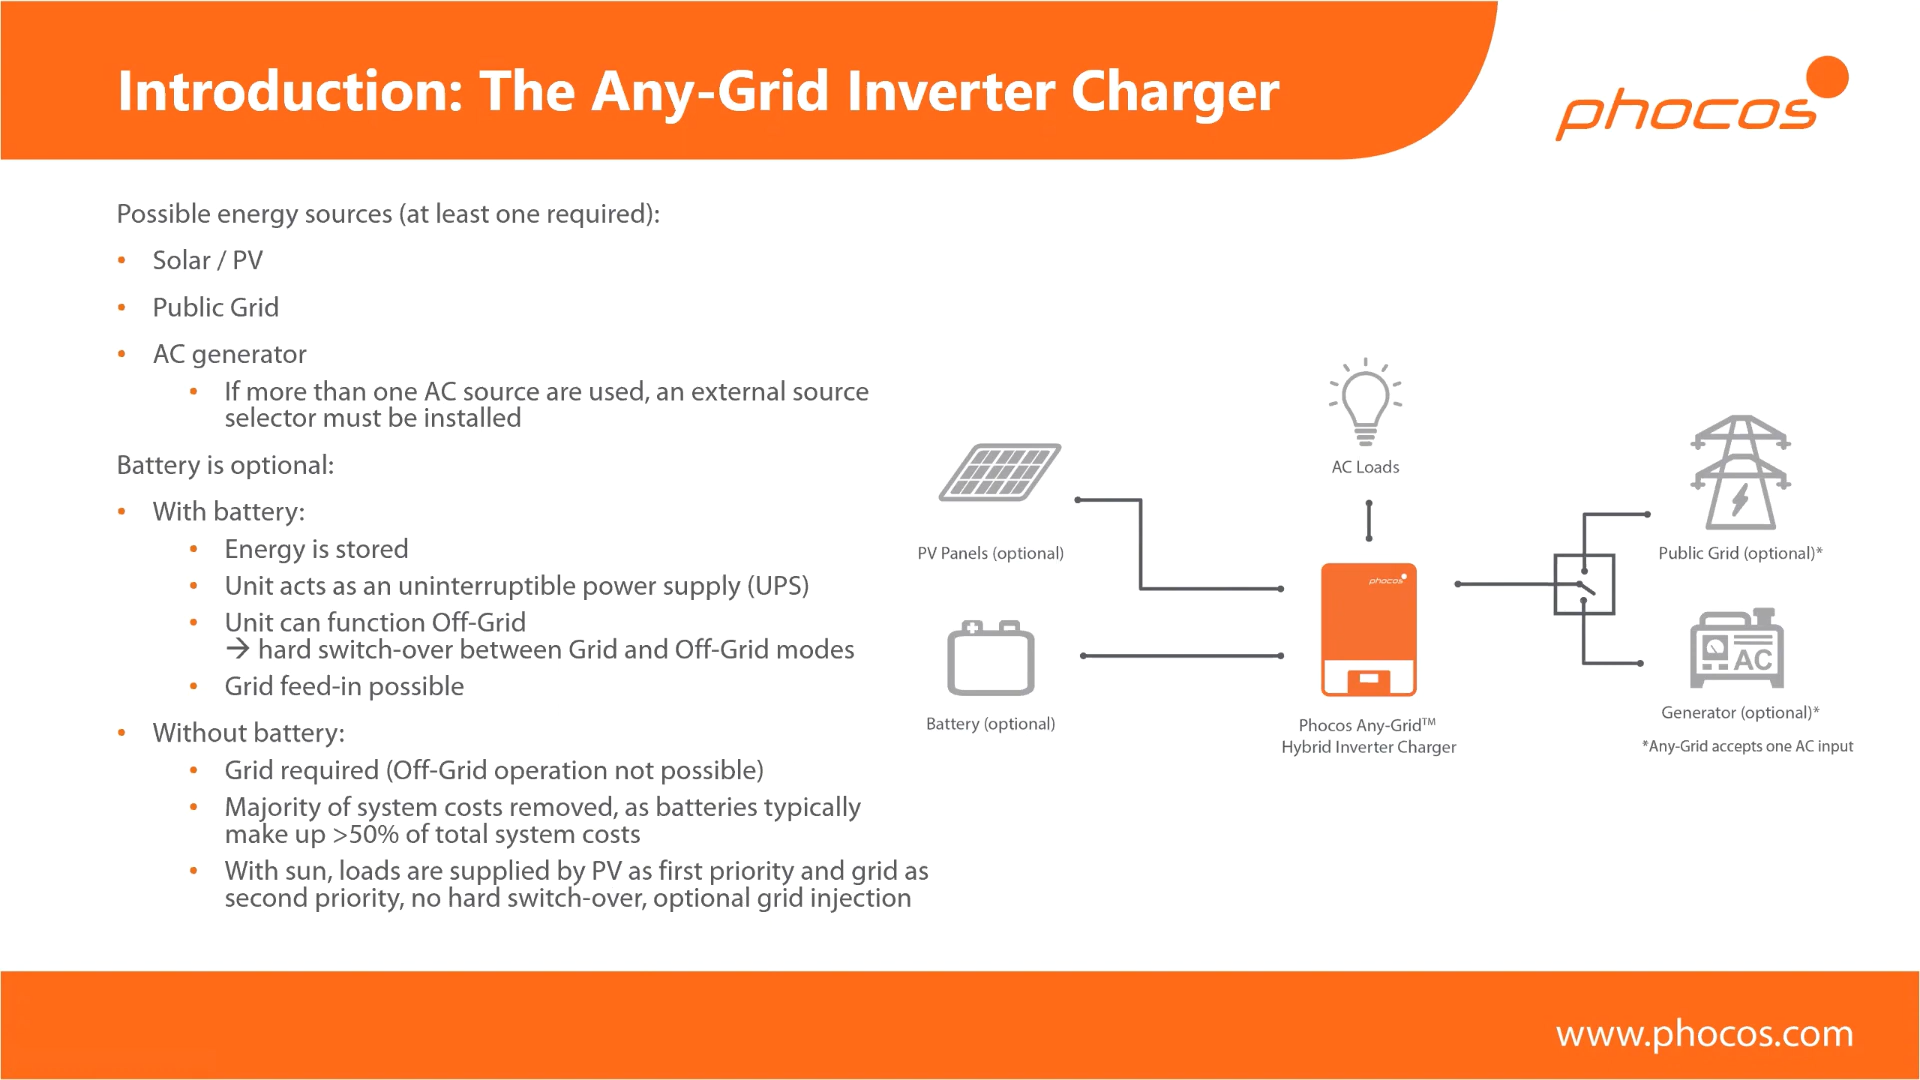 Introduction: The Any-Grid Inverter Charger
phocos
Possible energy sources (at least one required):
• Solar / PV
• Public Grid
• AC generator
• If more than one AC source are used, an external source
selector must be installed
Battery is optional:
• With battery:
• Energy is stored
• Unit acts as an uninterruptible power supply (UPS)
• Unit can function Off-Grid
→ hard switch-over between Grid and Off-Grid modes
• Grid feed-in possible
• Without battery:
• Grid required (Off-Grid operation not possible)
• Majority of system costs removed, as batteries typically
make up >50% of total system costs
• With sun, loads are supplied by PV as first priority and grid as
second priority, no hard switch-over, optional grid injection
AC Loads
PV Panels (optional)
Public Grid (optional)*
phocos
AC
Battery (optional)
Phocos Any-Grid™
Hybrid Inverter Charger
Generator (optional)*
*Any-Grid accepts one AC input
www.phocos.com